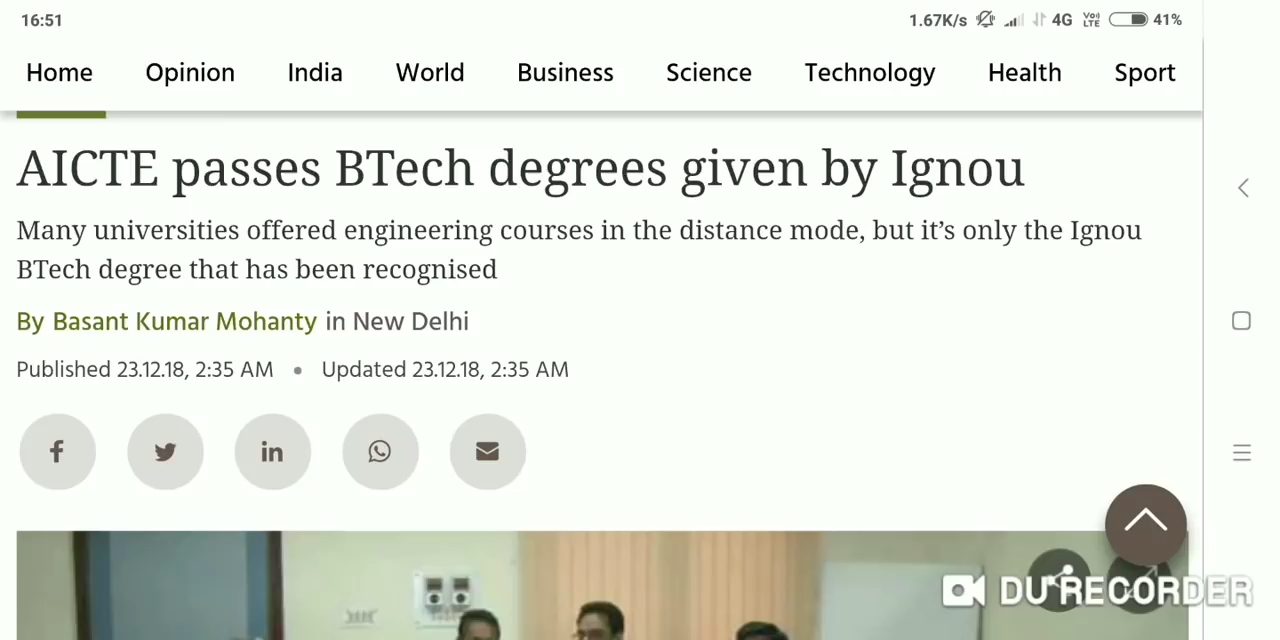 16:51 1.67K/s 4G Vo) LTE 41%
Home Opinion India World Business Science Technology Health Sport
AICTE passes BTech degrees given by Ignou
Many universities offered engineering courses in the distance mode, but it’s only the Ignou
BTech degree that has been recognised
By Basant Kumar Mohanty in New Delhi
Published 23.12.18, 2:35 AM • Updated 23.12.18, 2:35 AM
f in
DU RECORDER